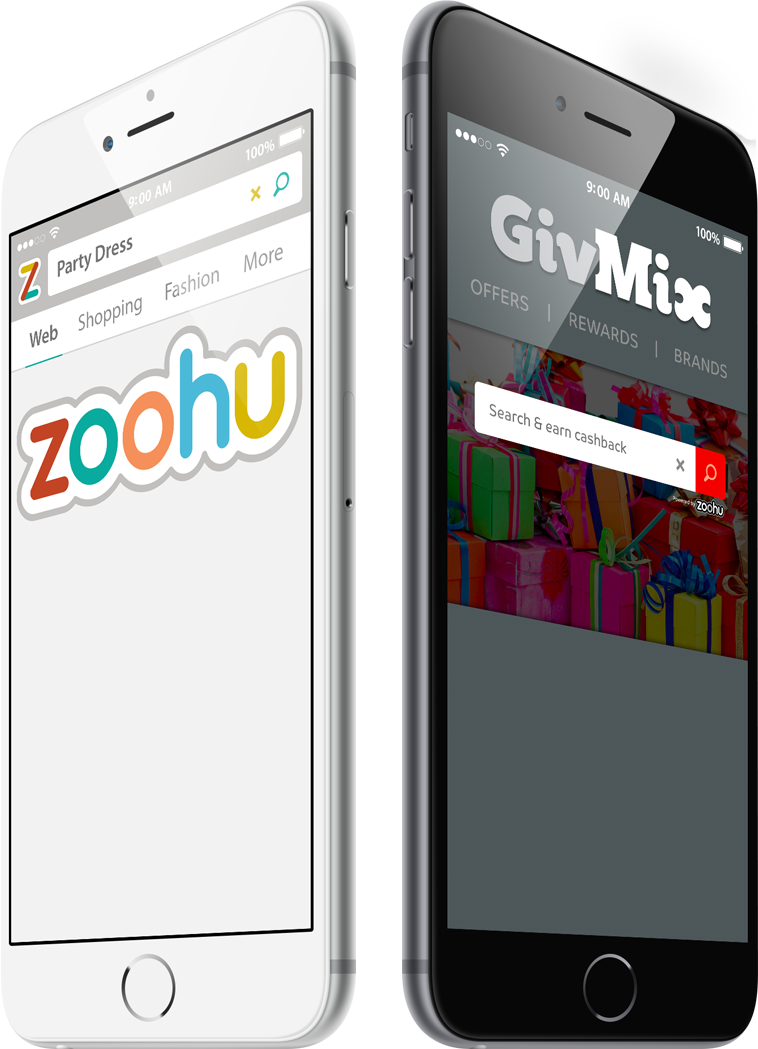 100%
9:00 AM
Z
Party Dress
Web Shopping Fashion More
zoohu
9:00 AM
100%
GivMix
OFFERS | REWARDS | BRANDS
Search & earn cashback
Powered by zoohu